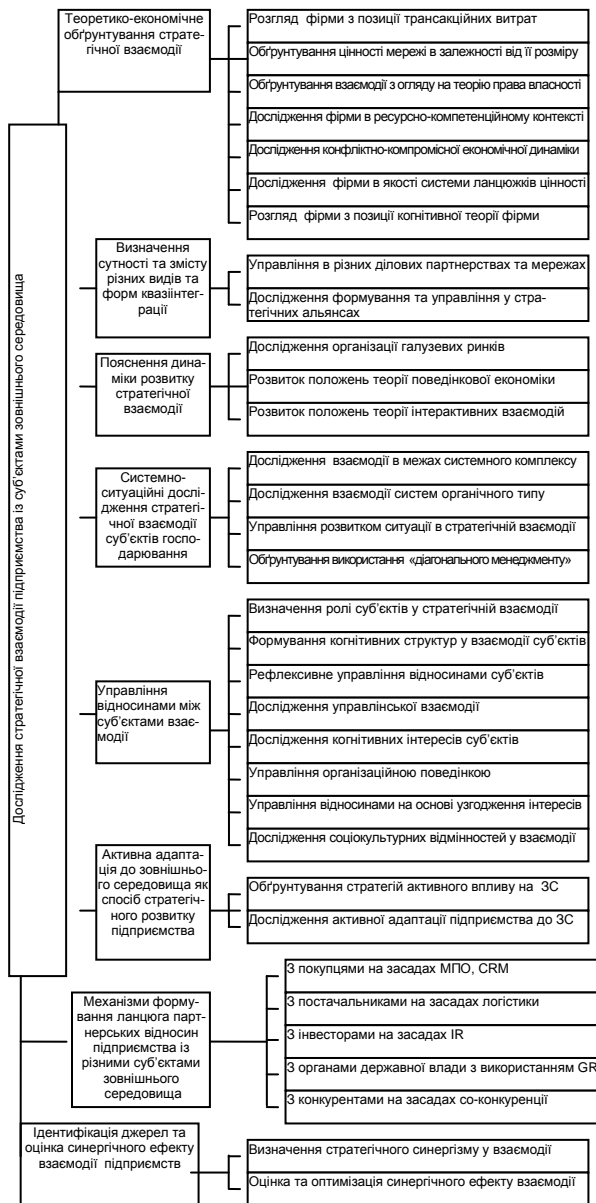 Дослідження стратегічної взаємодії підприємства із суб'єктами зовнішнього середовища
Теоретико-економічне
обґрунтування страте-
гічної взаємодії
Розгляд фірми з позиції трансакційних витрат
Обґрунтування цінності мережі в залежності від її розміру
Обґрунтування взаємодії з огляду на теорію права власності
Дослідження фірми в ресурсно-компетенційному контексті
Дослідження конфліктно-компромісної економічної динаміки
Дослідження фірми в якості системи ланцюжків цінності
Розгляд фірми з позиції когнітивної теорії фірми
Визначення
сутності та змісту
різних видів та
форм квазіінтег-
рації
Управління в різних ділових партнерствах та мережах
Дослідження формування та управління у стра-
тегічних альянсах
Пояснення дина-
міки розвитку
стратегічної
взаємодії
Дослідження організації галузевих ринків
Розвиток положень теорії поведінкової економіки
Розвиток положень теорії інтерактивних взаємодій
Системно-
ситуаційні дослі-
дження стратегі-
чної взаємодії
суб'єктів госпо-
дарювання
Дослідження взаємодії в межах системного комплексу
Дослідження взаємодії систем органічного типу
Управління розвитком ситуації в стратегічній взаємодії
Обґрунтування використання «діагонального менеджменту»
Управління
відносинами між
суб'єктами взає-
модії
Визначення ролі суб'єктів у стратегічній взаємодії
Формування когнітивних структур у взаємодії суб'єктів
Рефлексивне управління відносинами суб'єктів
Дослідження управлінської взаємодії
Дослідження когнітивних інтересів суб'єктів
Управління організаційною поведінкою
Управління відносинами на основі узгодження інтересів
Дослідження соціокультурних відмінностей у взаємодії
Активна адапта-
ція до зовнішньо-
го середовища як
спосіб стратегіч-
ного розвитку
підприємства
Обґрунтування стратегій активного впливу на ЗС
Дослідження активної адаптації підприємства до ЗС
Механізми форму-
вання ланцюга парт-
нерських відносин
підприємства із
різними суб'єктами
зовнішнього
середовища
З покупцями на засадах МПО, CRM
З постачальниками на засадах логістики
З інвесторами на засадах IR
З органами державної влади з використанням GR
З конкурентами на засадах со-конкуренції
Ідентифікація джерел та
оцінка синергічного ефекту
взаємодії підприємств
Визначення стратегічного синергізму у взаємодії
Оцінка та оптимізація синергічного ефекту взаємодії